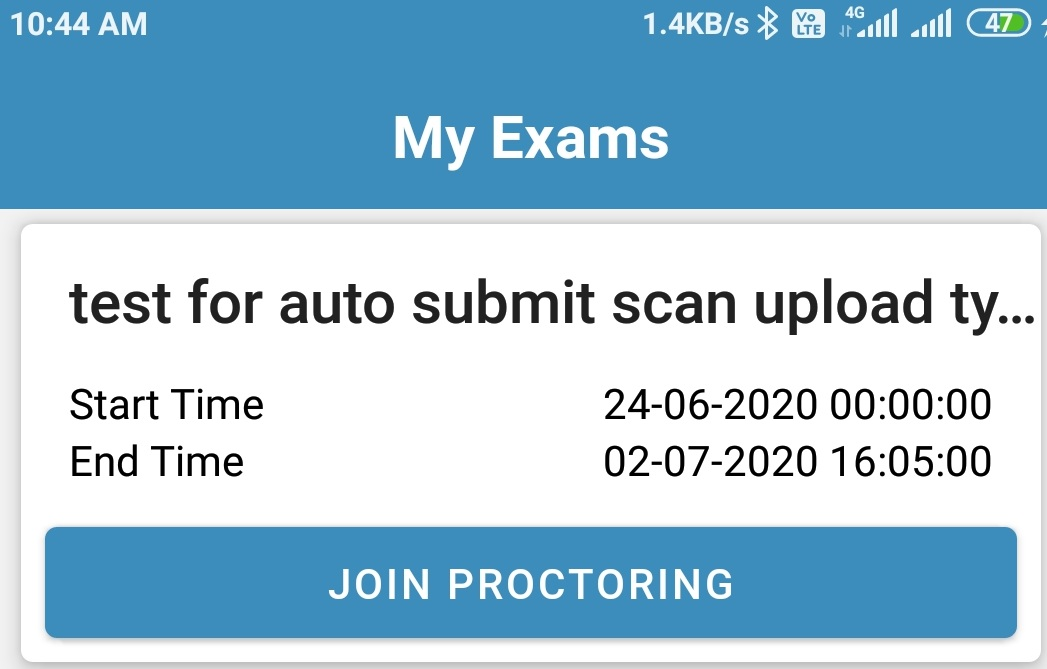 10:44 AM 1.4KB/s Vo LTE 4G 47
My Exams
test for auto submit scan upload ty...
Start Time 24-06-2020 00:00:00
End Time 02-07-2020 16:05:00
JOIN PROCTORING